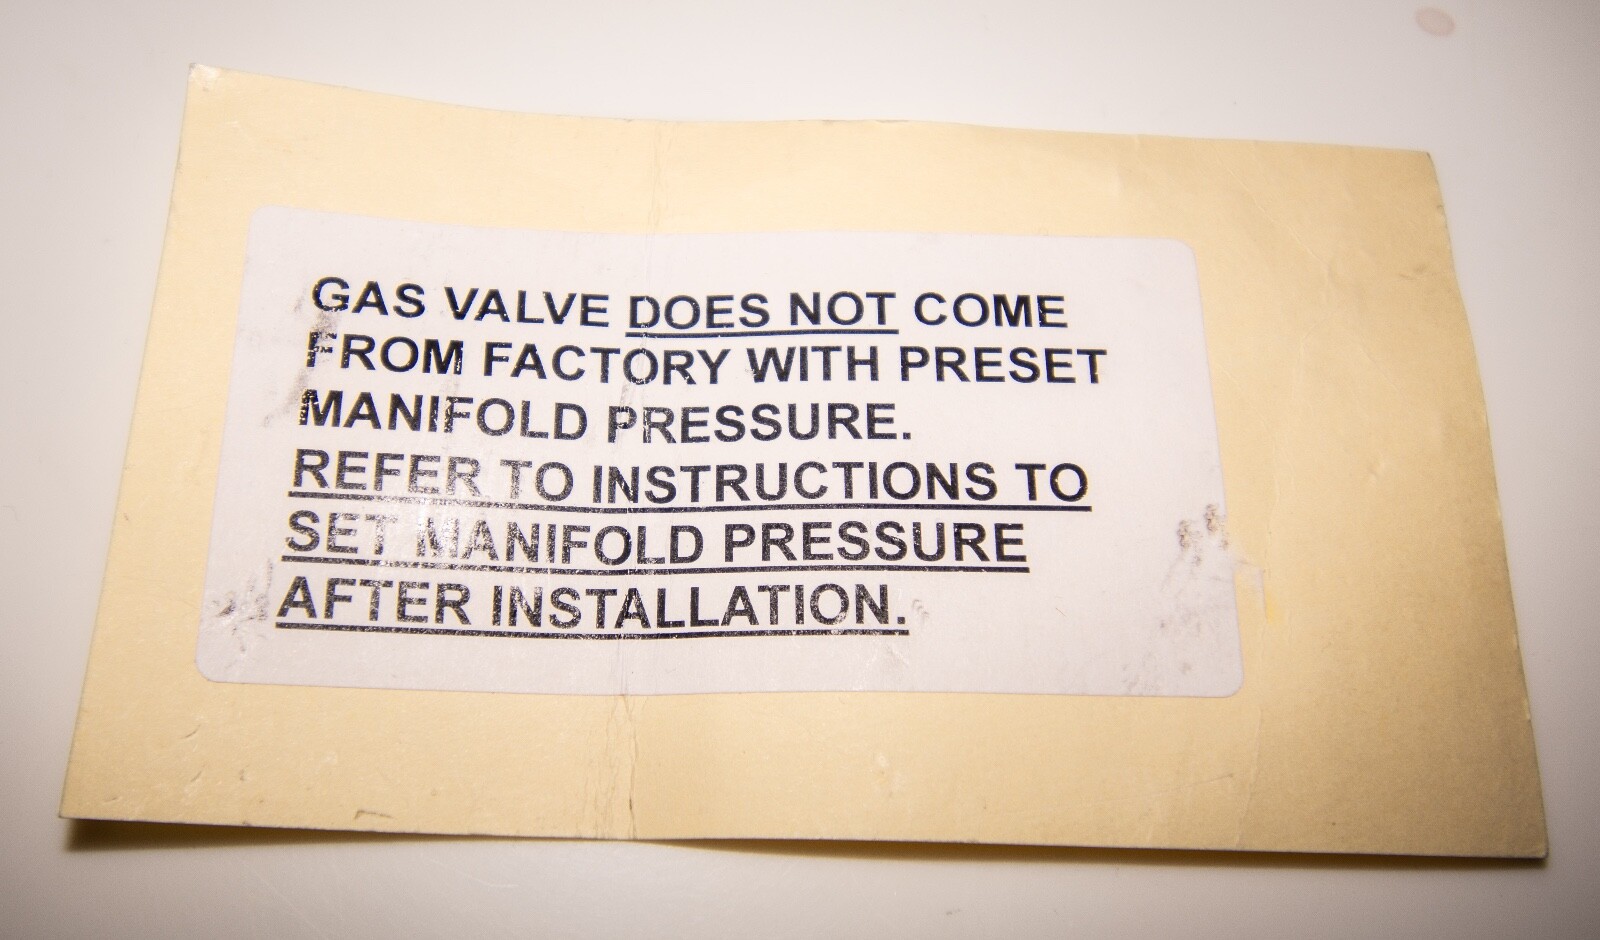 GAS VALVE DOES NOT COME
FROM FACTORY WITH PRESET
MANIFOLD PRESSURE.
REFER TO INSTRUCTIONS TO
SET MANIFOLD PRESSURE
AFTER INSTALLATION.